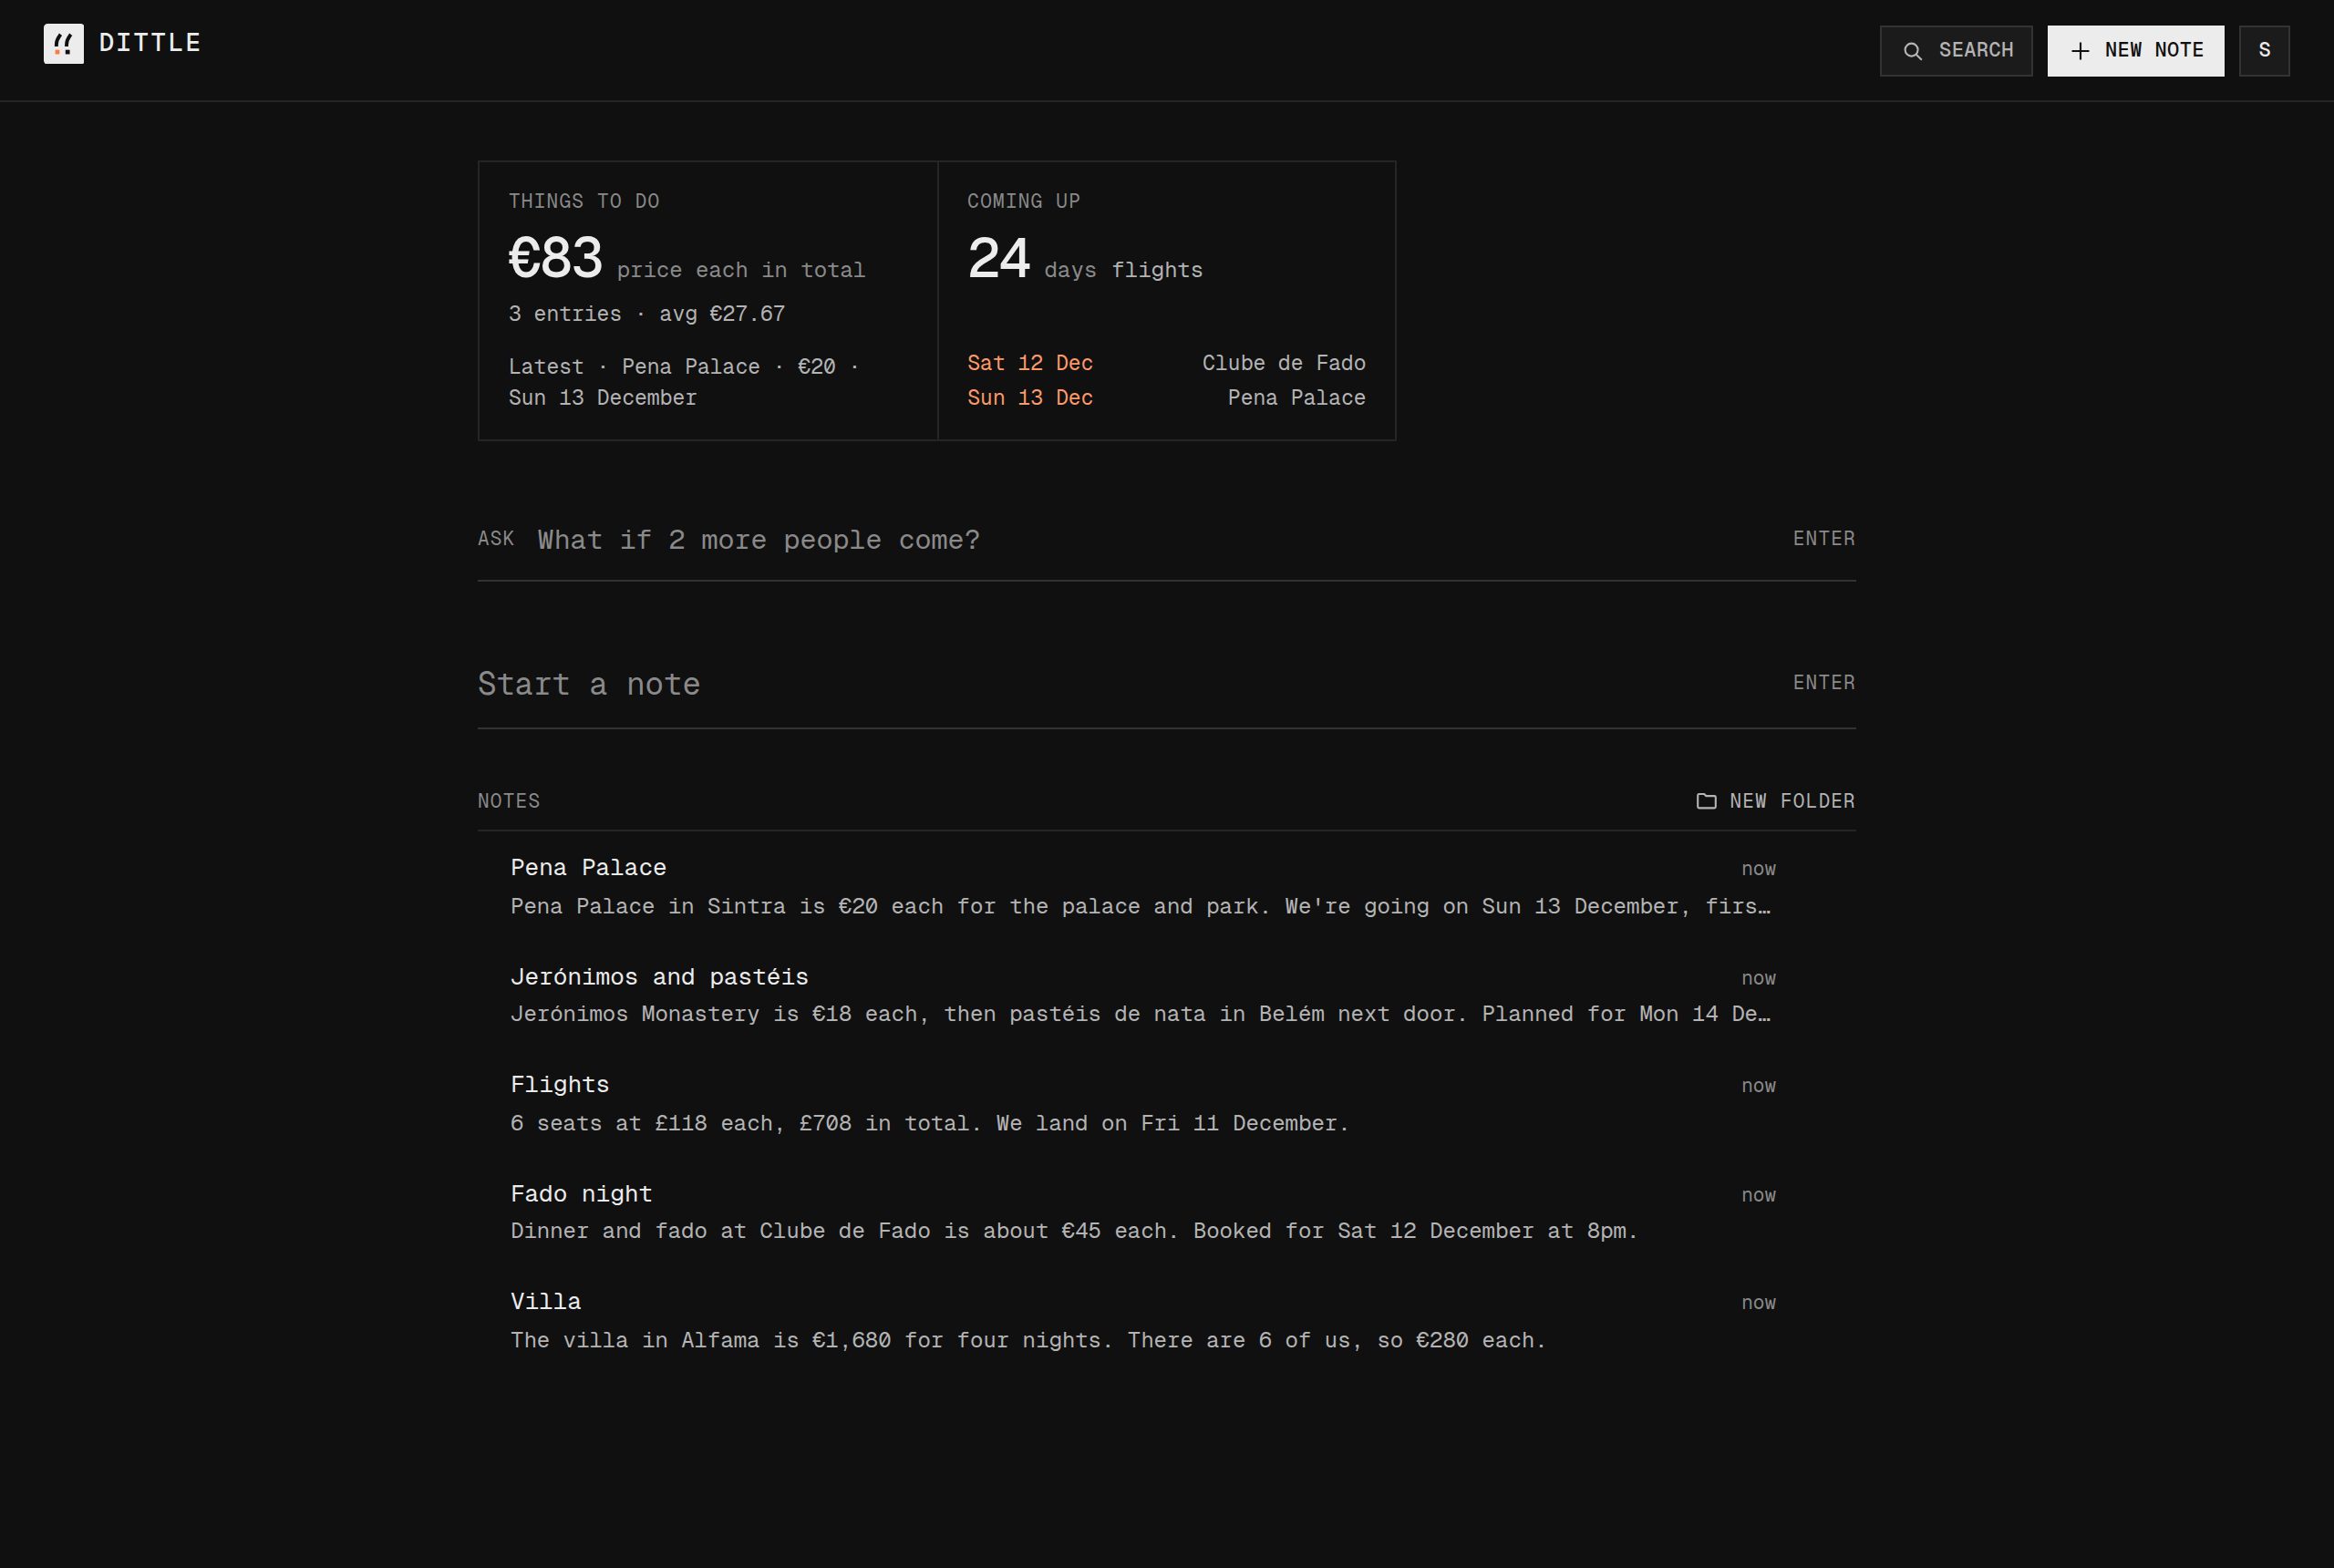 DITTLE
SEARCH
NEW NOTE
S
THINGS TO DO
€83 price each in total
3 entries · avg €27.67
Latest · Pena Palace · €20 ·
Sun 13 December
COMING UP
24 days flights
Sat 12 Dec Clube de Fado
Sun 13 Dec Pena Palace
ASK What if 2 more people come? ENTER
Start a note ENTER
NOTES NEW FOLDER
Pena Palace now
Pena Palace in Sintra is €20 each for the palace and park. We're going on Sun 13 December, firs…
Jerónimos and pastéis now
Jerónimos Monastery is €18 each, then pastéis de nata in Belém next door. Planned for Mon 14 De…
Flights now
6 seats at £118 each, £708 in total. We land on Fri 11 December.
Fado night now
Dinner and fado at Clube de Fado is about €45 each. Booked for Sat 12 December at 8pm.
Villa now
The villa in Alfama is €1,680 for four nights. There are 6 of us, so €280 each.